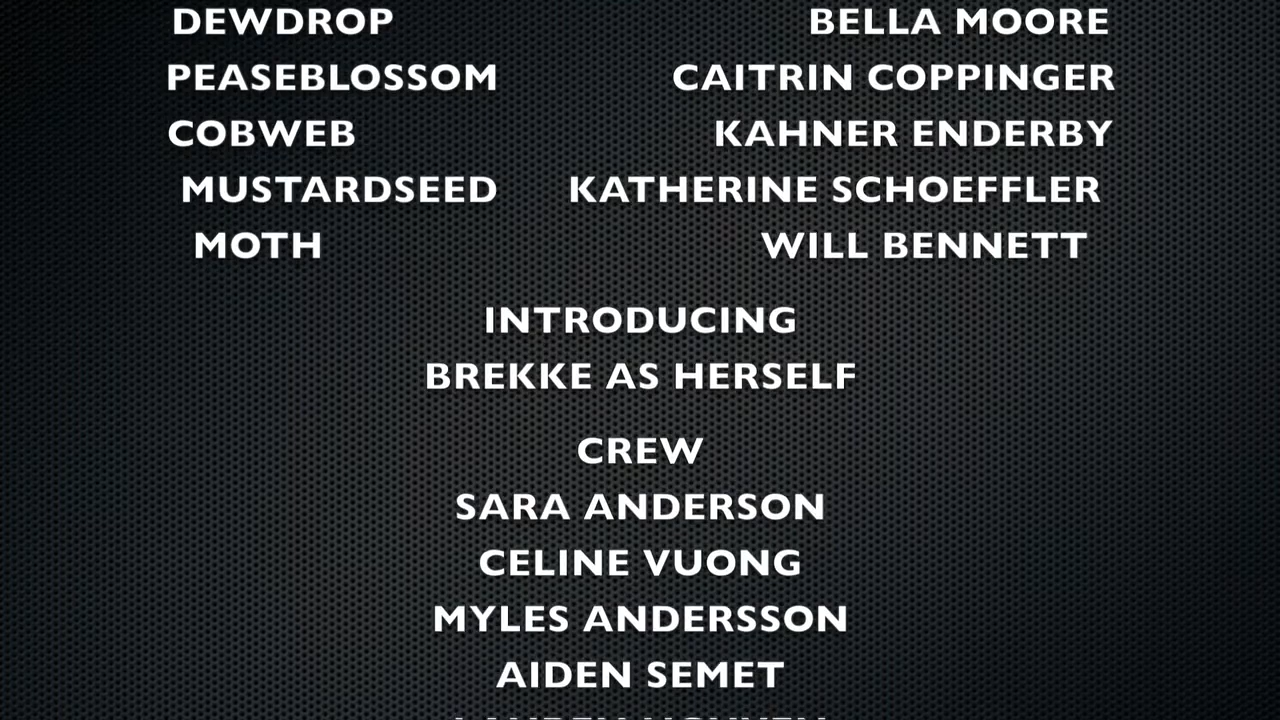 DEWDROP BELLA MOORE
PEASEBLOSSOM CAITRIN COPPINGER
COBWEB KAHNER ENDERBY
MUSTARDSEED KATHERINE SCHOEFFLER
MOTH WILL BENNETT
INTRODUCING
BREKKE AS HERSELF
CREW
SARA ANDERSON
CELINE VUONG
MYLES ANDERSSON
AIDEN SEMET